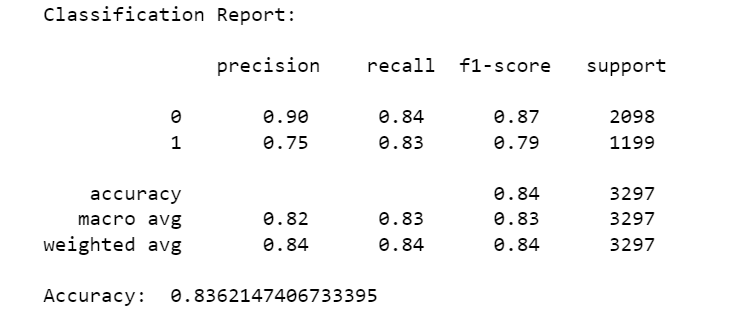 Classification Report:
precision recall f1-score support
0 0.90 0.84 0.87 2098
1 0.75 0.83 0.79 1199
accuracy 0.84 3297
macro avg 0.82 0.83 0.83 3297
weighted avg 0.84 0.84 0.84 3297
Accuracy: 0.8362147406733395